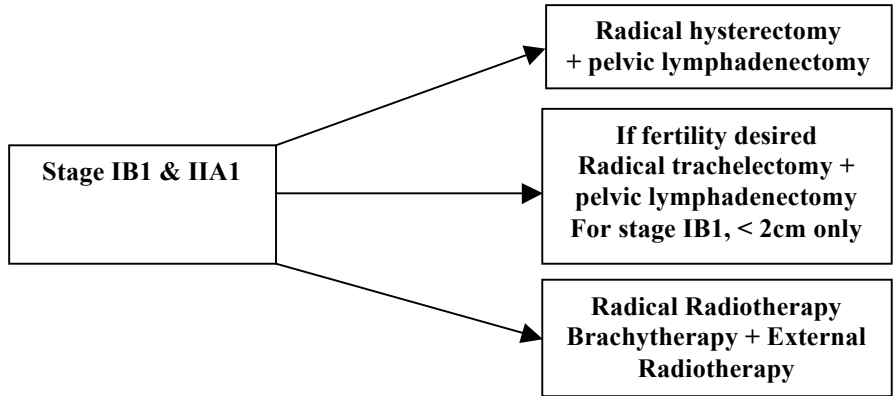 Radical hysterectomy
+ pelvic lymphadenectomy
Stage IB1 & IIA1
If fertility desired
Radical trachelectomy +
pelvic lymphadenectomy
For stage IB1, < 2cm only
Radical Radiotherapy
Brachytherapy + External
Radiotherapy